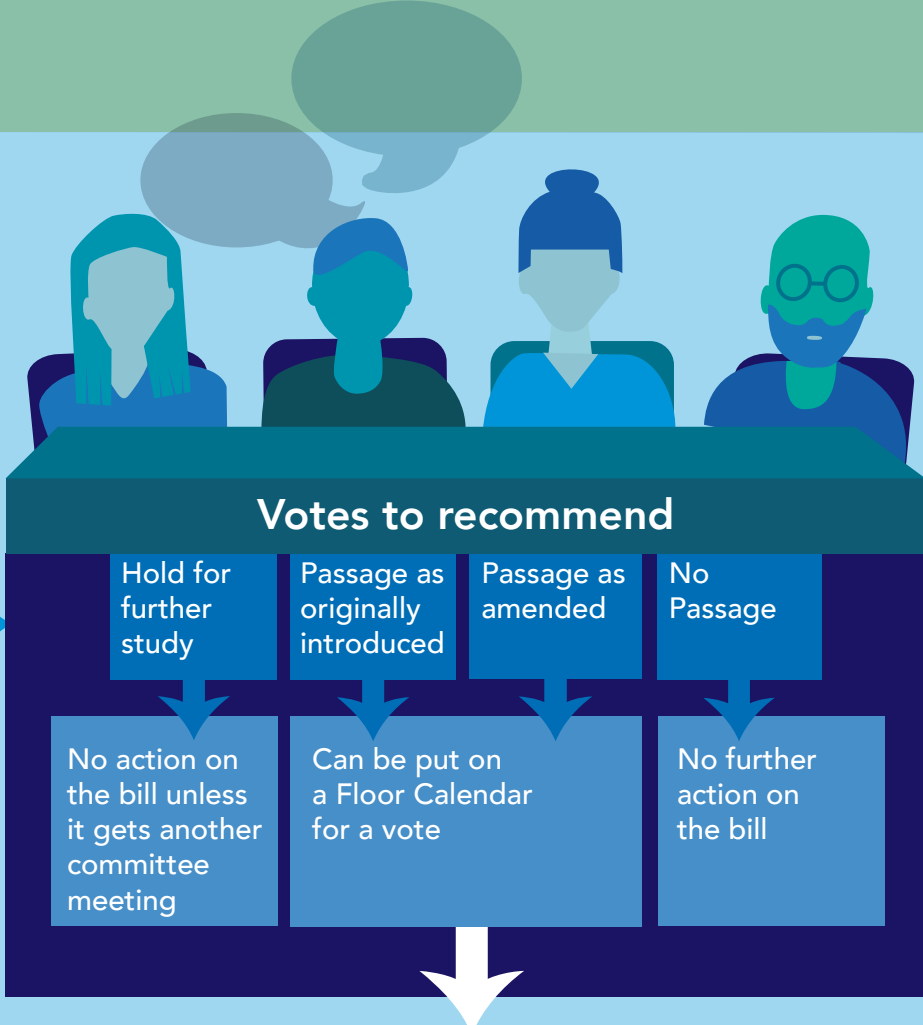 Votes to recommend
Hold for
further
study
Passage as
originally
introduced
Passage as
amended
No
Passage
No action on
the bill unless
it gets another
committee
meeting
Can be put on
a Floor Calendar
for a vote
No further
action on
the bill